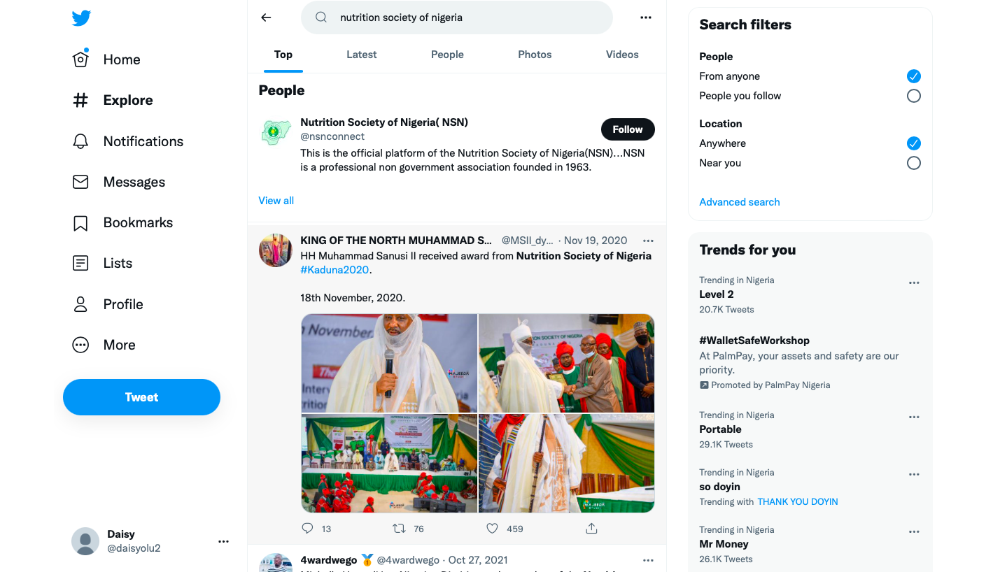 Home
Explore
Notifications
Messages
Bookmarks
Lists
Profile
More
Tweet
Daisy
@daisyolu2
nutrition society of nigeria
Top
Latest
People
Photos
Videos
People
Nutrition Society of Nigeria( NSN)
@nsnconnect
Follow
This is the official platform of the Nutrition Society of Nigeria(NSN)...NSN
is a professional non government association founded in 1963.
View all
KING OF THE NORTH MUHAMMAD S... @MSII_dy... · Nov 19, 2020
HH Muhammad Sanusi II received award from Nutrition Society of Nigeria
#Kaduna2020.
18th November, 2020.
November
MAJEEDA
ION SOCIETY OF NIGERIA
MAJEEDA
MAJEEDA
MAJEEDA
13
76
459
4wardwego 🥇 @4wardwego · Oct 27, 2021
Search filters
People
From anyone
People you follow
Location
Anywhere
Near you
Advanced search
Trends for you
Trending in Nigeria
Level 2
20.7K Tweets
#WalletSafeWorkshop
At PalmPay, your assets and safety are our
priority.
Promoted by PalmPay Nigeria
Trending in Nigeria
Portable
29.1K Tweets
Trending in Nigeria
so doyin
Trending with THANK YOU DOYIN
Trending in Nigeria
Mr Money
26.1K Tweets